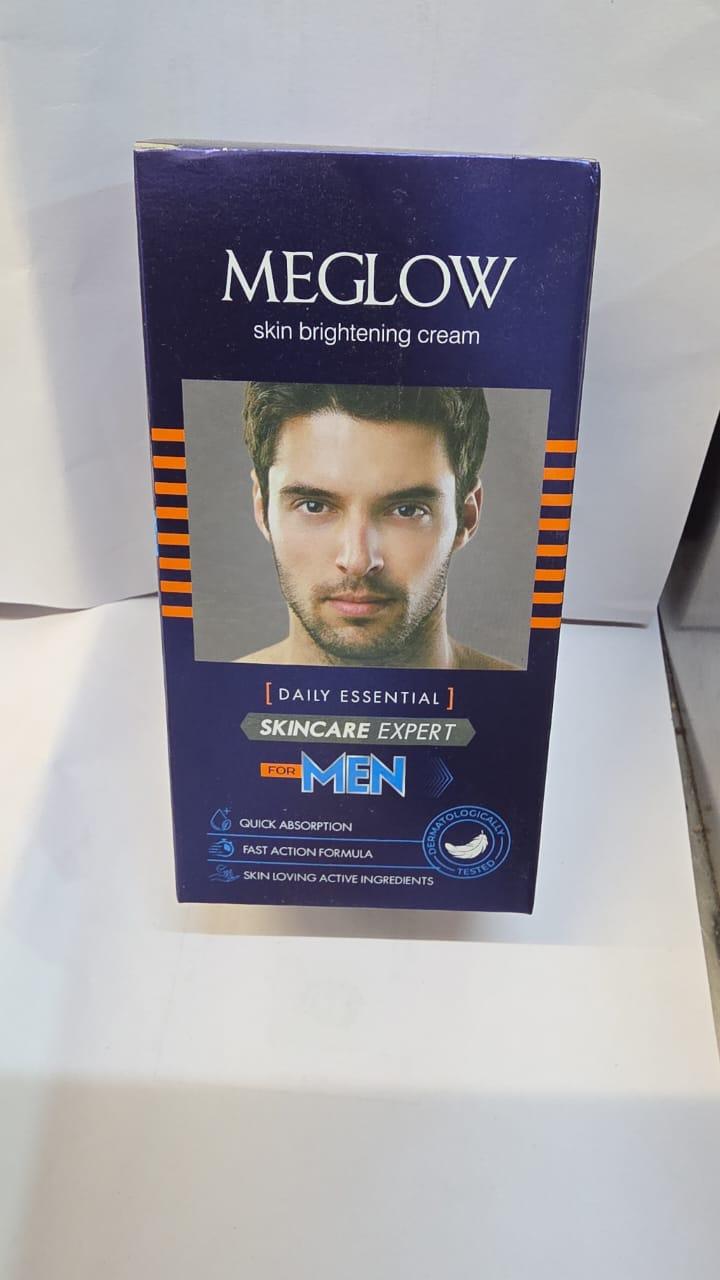 MEGLOW
skin brightening cream
[ DAILY ESSENTIAL ]
SKINCARE EXPERT
FOR MEN
QUICK ABSORPTION
FAST ACTION FORMULA
SKIN LOVING ACTIVE INGREDIENTS
DERMATOLOGICALLY
TESTED